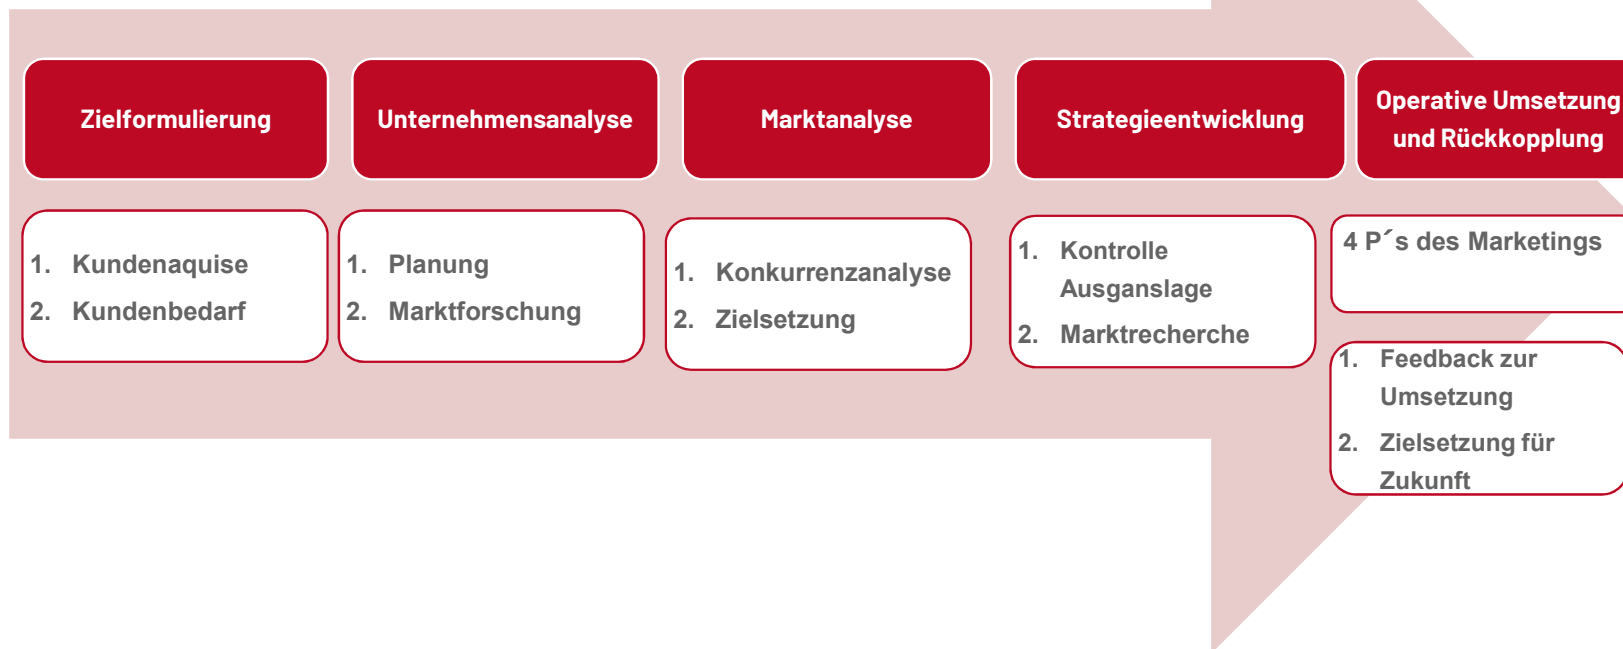 Zielformulierung
Unternehmensanalyse
Marktanalyse
Strategieentwicklung
Operative Umsetzung
und Rückkopplung
1. Kundenaquise
2. Kundenbedarf
1. Planung
2. Marktforschung
1. Konkurrenzanalyse
2. Zielsetzung
1. Kontrolle
Ausganslage
2. Marktrecherche
4 P´s des Marketings
1. Feedback zur
Umsetzung
2. Zielsetzung für
Zukunft